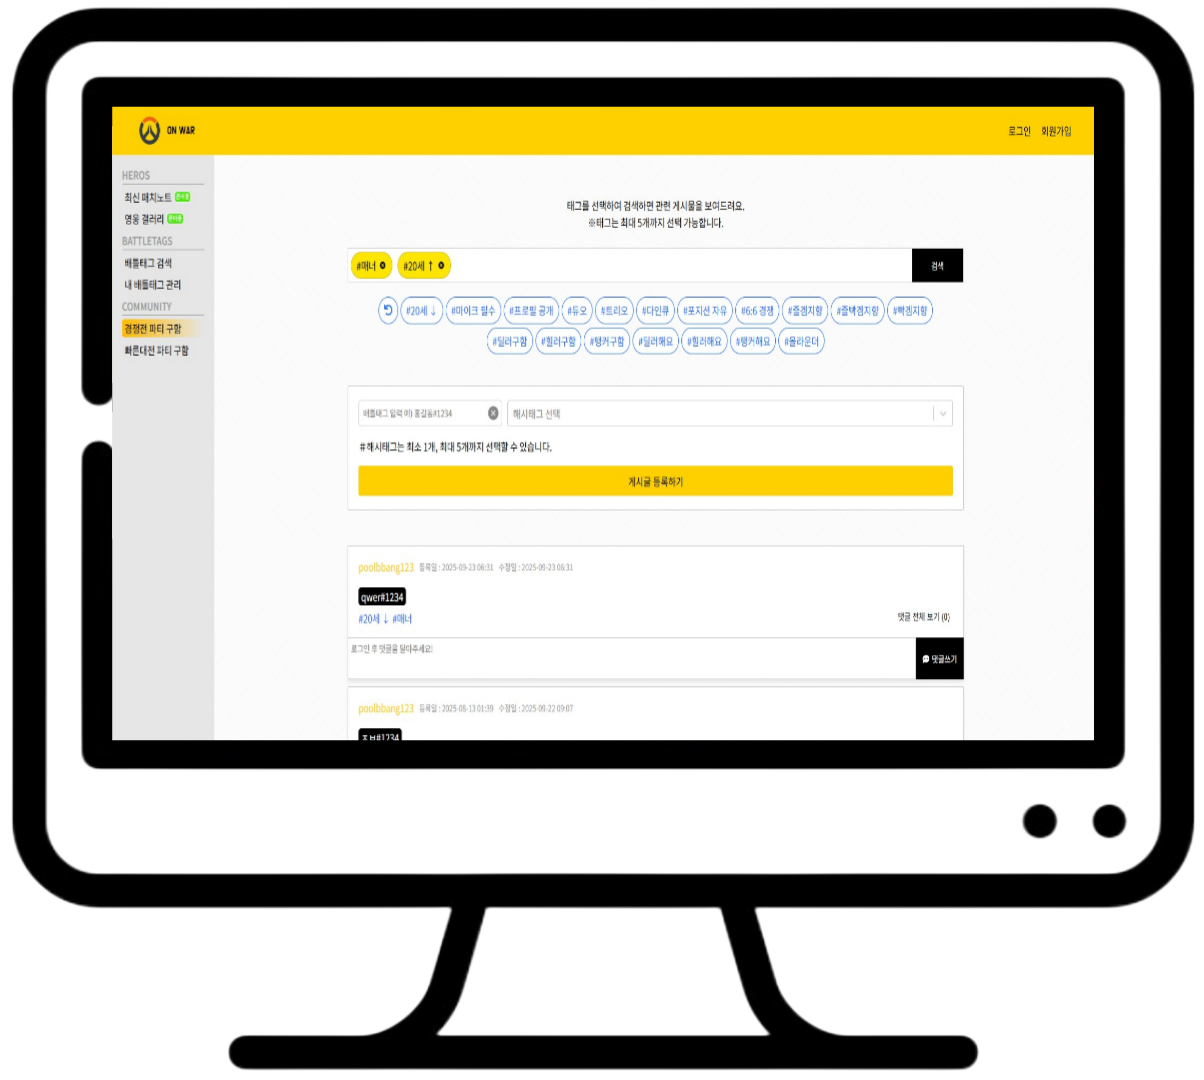 ON WAR
로그인 회원가입
HEROS
최신 패치노트
영웅 갤러리
BATTLETAGS
배틀태그 검색
내 배틀태그 관리
COMMUNITY
경쟁전 파티 구함
빠른대전 파티 구함
태그를 선택하여 검색하면 관련 게시물을 보여드려요.
※태그는 최대 5개까지 선택 가능합니다.
#매너 #20세 ↑ 검색
#20세 ↓ #마이크 필수 #프로필 공개 #듀오 #트리오 #다인큐 #포지션 자유 #6:6 경쟁 #즐겜지향 #즐빡겜지향 #빡겜지향
#딜러구함 #힐러구함 #탱커구함 #딜러해요 #힐러해요 #탱커해요 #올라운더
배틀태그 입력 예) 홍길동#1234 해시태그 선택
#해시태그는 최소 1개, 최대 5개까지 선택할 수 있습니다.
게시글 등록하기
poolbbang123 등록일 : 2025-09-23 06:31 수정일 : 2025-09-23 06:31
qwer#1234
#20세 ↓ #매너 댓글 전체 보기 (0)
로그인 후 댓글을 달아주세요!
댓글쓰기
poolbbang123 등록일 : 2025-08-13 01:39 수정일 : 2025-09-22 09:07